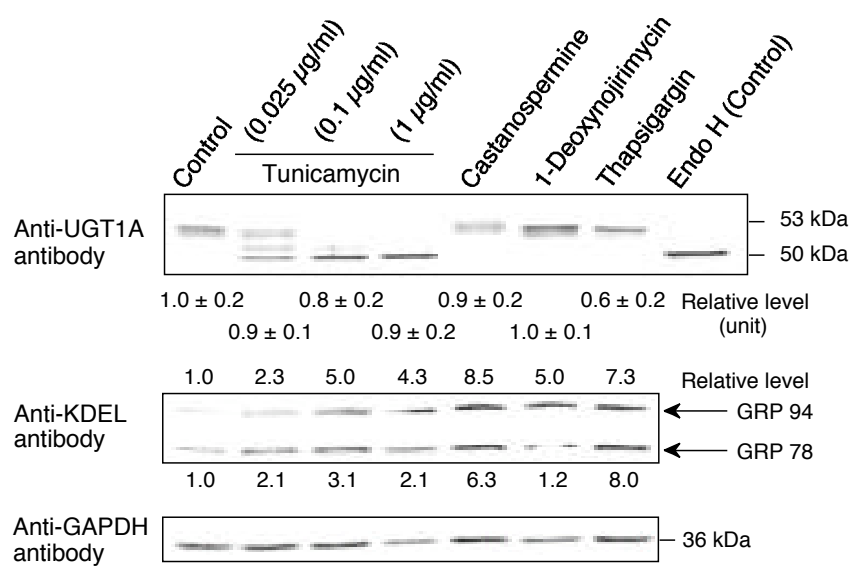 Control
(0.025 µg/ml)
(0.1 µg/ml)
(1 µg/ml)
Castanospermine
1-Deoxynojirimycin
Thapsigargin
Endo H (Control)
Tunicamycin
Anti-UGT1A
antibody
53 kDa
50 kDa
1.0 ± 0.2 0.8 ± 0.2 0.9 ± 0.2 0.6 ± 0.2 Relative level
(unit)
0.9 ± 0.1 0.9 ± 0.2 1.0 ± 0.1
1.0 2.3 5.0 4.3 8.5 5.0 7.3 Relative level
Anti-KDEL
antibody
GRP 94
GRP 78
1.0 2.1 3.1 2.1 6.3 1.2 8.0
Anti-GAPDH
antibody
36 kDa